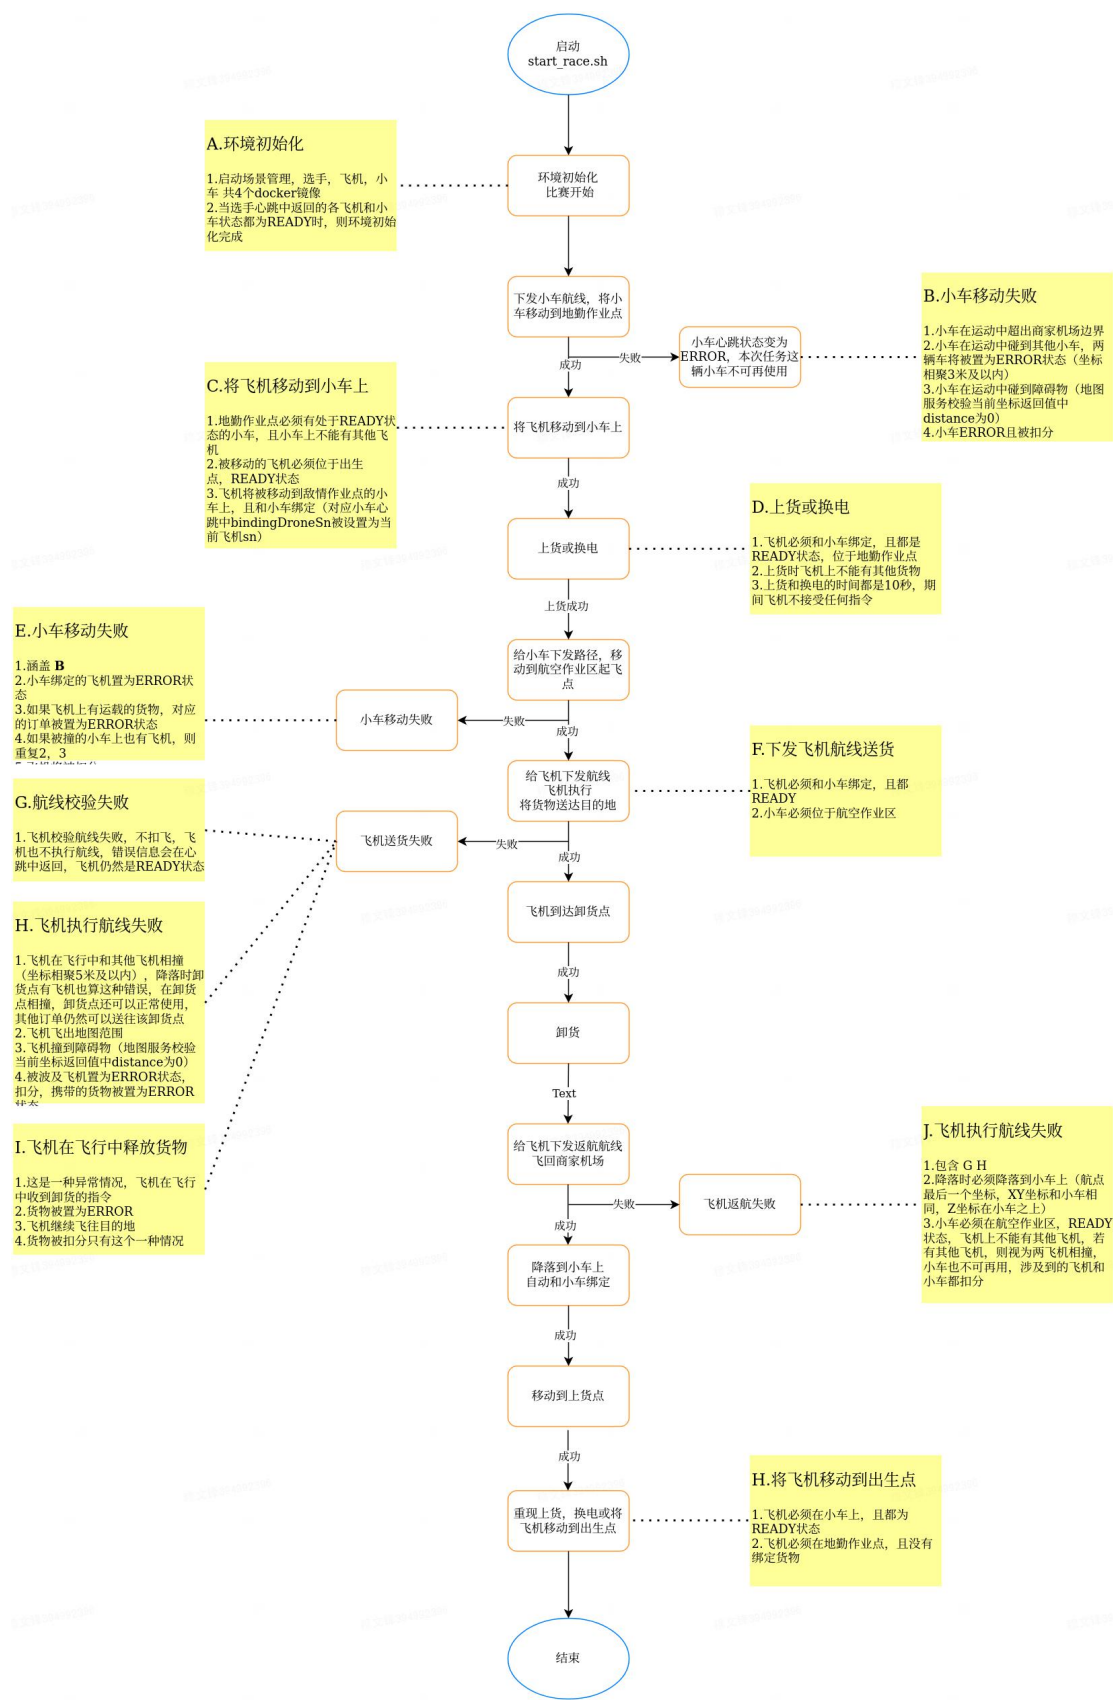 启动
start_race.sh
A.环境初始化
1.启动场景管理，选手，飞机，小
车 共4个docker镜像
2.当选手心跳中返回的各飞机和小
车状态都为READY时，则环境初始
化完成
环境初始化
比赛开始
下发小车航线，将小
车移动到地勤作业点
B.小车移动失败
1.小车在运动中超出商家机场边界
2.小车在运动中碰到其他小车，两
辆车将被置为ERROR状态（坐标
相聚3米及以内）
3.小车在运动中碰到障碍物（地图
服务校验当前坐标返回值中
distance为0）
4.小车ERROR且被扣分
小车心跳状态变为
ERROR，本次任务这
辆小车不可再使用
失败
成功
C.将飞机移动到小车上
1.地勤作业点必须有处于READY状
态的小车，且小车上不能有其他飞
机
2.被移动的飞机必须位于出生
点，READY状态
3.飞机将被移动到敌情作业点的小
车上，且和小车绑定（对应小车心
跳中bindingDroneSn被设置为当
前飞机sn）
将飞机移动到小车上
成功
D.上货或换电
1.飞机必须和小车绑定，且都是
READY状态，位于地勤作业点
2.上货时飞机上不能有其他货物
3.上货和换电的时间都是10秒，期
间飞机不接受任何指令
上货或换电
上货成功
E.小车移动失败
1.涵盖 B
2.小车绑定的飞机置为ERROR状
态
3.如果飞机上有运载的货物，对应
的订单被置为ERROR状态
4.如果被撞的小车上也有飞机，则
重复2，3
给小车下发路径，移
动到航空作业区起飞
点
小车移动失败
失败
成功
F.下发飞机航线送货
1.飞机必须和小车绑定，且都
READY
2.小车必须位于航空作业区
给飞机下发航线
飞机执行
将货物送达目的地
G.航线校验失败
1.飞机校验航线失败，不扣飞，飞
机也不执行航线，错误信息会在心
跳中返回，飞机仍然是READY状态
飞机送货失败
失败
成功
飞机到达卸货点
H.飞机执行航线失败
1.飞机在飞行中和其他飞机相撞
（坐标相聚5米及以内），降落时卸
货点有飞机也算这种错误，在卸货
点相撞，卸货点还可以正常使用，
其他订单仍然可以送往该卸货点
2.飞机飞出地图范围
3.飞机撞到障碍物（地图服务校验
当前坐标返回值中distance为0）
4.被波及飞机置为ERROR状态，
扣分，携带的货物被置为ERROR
成功
卸货
Text
I.飞机在飞行中释放货物
1.这是一种异常情况，飞机在飞行
中收到卸货的指令
2.货物被置为ERROR
3.飞机继续飞往目的地
4.货物被扣分只有这个一种情况
给飞机下发返航航线
飞回商家机场
J.飞机执行航线失败
1.包含 G H
2.降落时必须降落到小车上（航点
最后一个坐标，XY坐标和小车相
同，Z坐标在小车之上）
3.小车必须在航空作业区，READY
状态，飞机上不能有其他飞机，若
有其他飞机，则视为两飞机相撞，
小车也不可再用，涉及到的飞机和
小车都扣分
飞机返航失败
失败
成功
降落到小车上
自动和小车绑定
成功
移动到上货点
成功
H.将飞机移动到出生点
1.飞机必须在小车上，且都为
READY状态
2.飞机必须在地勤作业点，且没有
绑定货物
重现上货，换电或将
飞机移动到出生点
结束